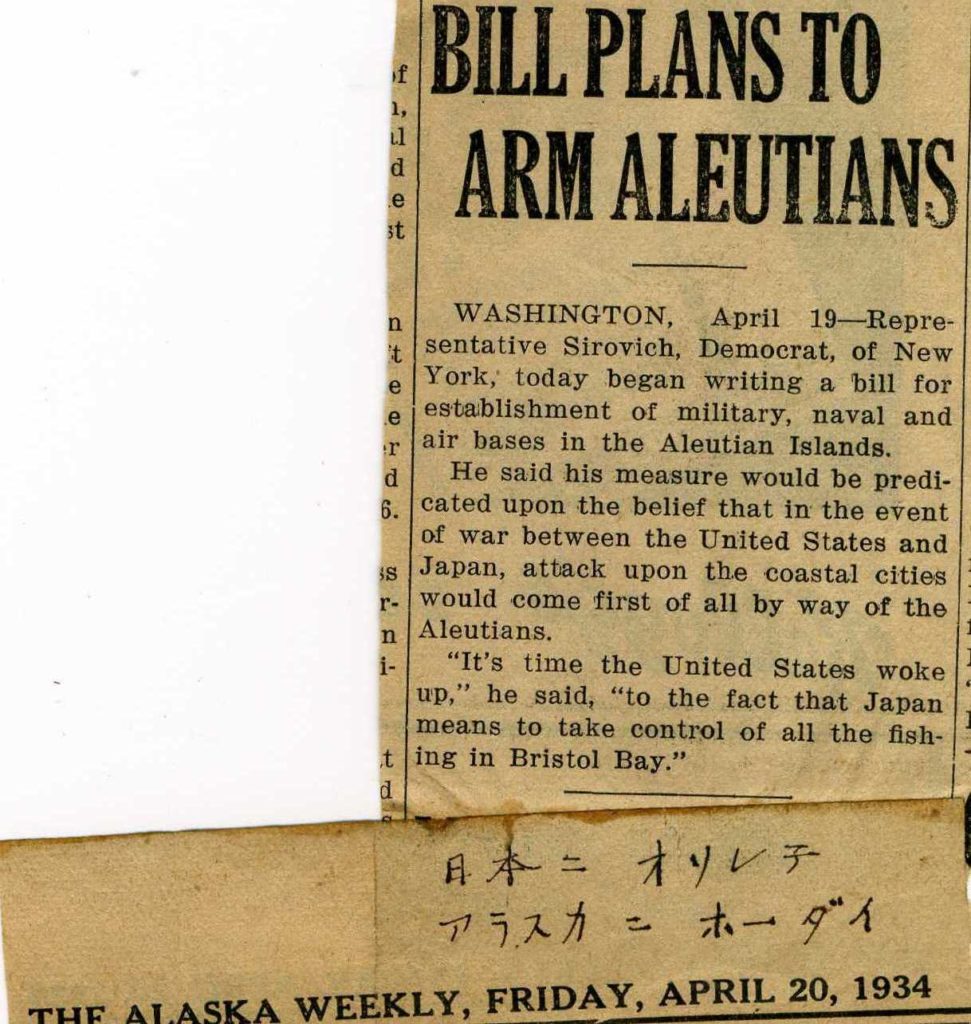 BILL PLANS TO
ARM ALEUTIANS
WASHINGTON, April 19—Repre-
sentative Sirovich, Democrat, of New
York, today began writing a bill for
establishment of military, naval and
air bases in the Aleutian Islands.
He said his measure would be predi-
cated upon the belief that in the event
of war between the United States and
Japan, attack upon the coastal cities
would come first of all by way of the
Aleutians.
“It's time the United States woke
up,” he said, “to the fact that Japan
means to take control of all the fish-
ing in Bristol Bay.”
日本ニ オソレテ
アラスカニ ホーダイ
THE ALASKA WEEKLY, FRIDAY, APRIL 20, 1934